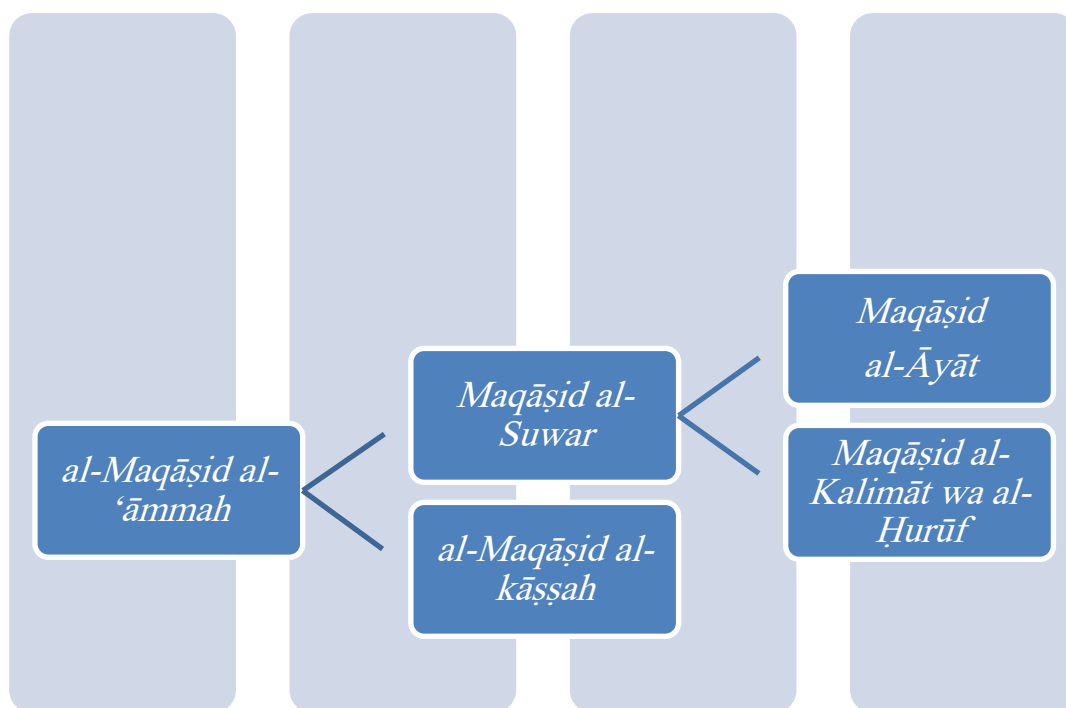 al-Maqāṣid al-
‘āmmah
Maqāṣid al-
Suwar
al-Maqāṣid al-
kāṣṣah
Maqāṣid
al-Āyāt
Maqāṣid al-
Kalimāt wa al-
Ḥurūf